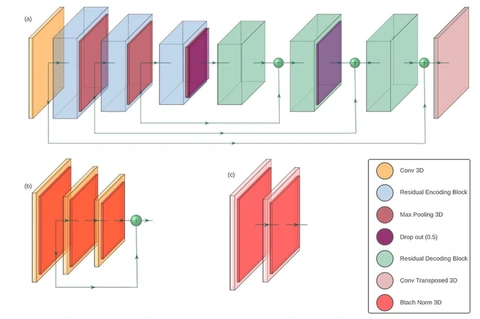 (a)
(b)
(c)
Conv 3D
Residual Encoding Block
Max Pooling 3D
Drop out (0.5)
Residual Decoding Block
Conv Transposed 3D
Btach Norm 3D